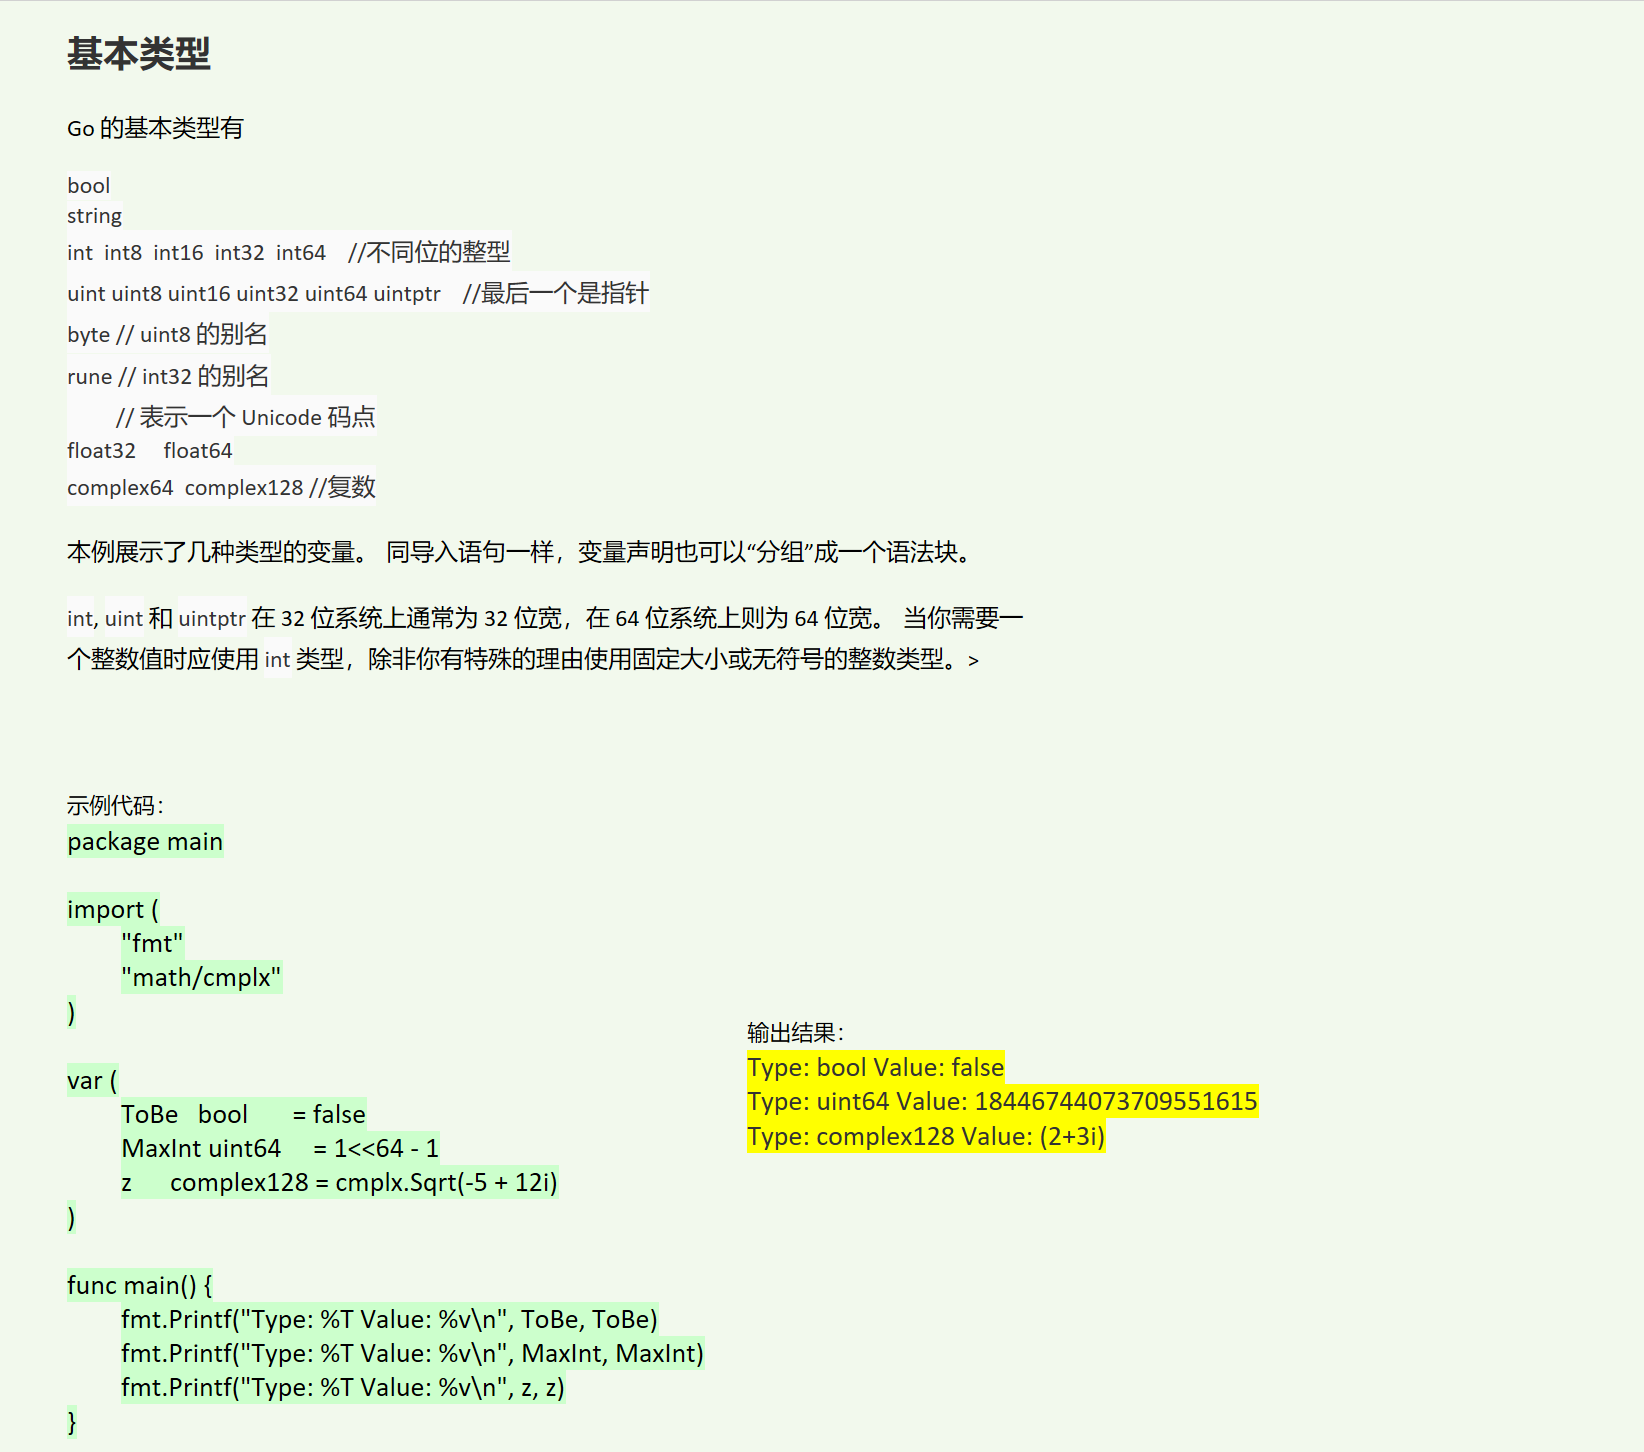 基本类型
Go 的基本类型有
bool
string
int  int8  int16  int32  int64    //不同位的整型
uint uint8 uint16 uint32 uint64 uintptr    //最后一个是指针
byte // uint8 的别名
rune // int32 的别名
// 表示一个 Unicode 码点
float32     float64
complex64  complex128 //复数
本例展示了几种类型的变量。 同导入语句一样，变量声明也可以“分组”成一个语法块。
int, uint 和 uintptr 在 32 位系统上通常为 32 位宽，在 64 位系统上则为 64 位宽。 当你需要一
个整数值时应使用 int 类型，除非你有特殊的理由使用固定大小或无符号的整数类型。>
示例代码：
package main
import (
"fmt"
"math/cmplx"
)
var (
ToBe   bool       = false
MaxInt uint64     = 1<<64 - 1
z      complex128 = cmplx.Sqrt(-5 + 12i)
)
func main() {
fmt.Printf("Type: %T Value: %v\n", ToBe, ToBe)
fmt.Printf("Type: %T Value: %v\n", MaxInt, MaxInt)
fmt.Printf("Type: %T Value: %v\n", z, z)
}
输出结果：
Type: bool Value: false
Type: uint64 Value: 18446744073709551615
Type: complex128 Value: (2+3i)